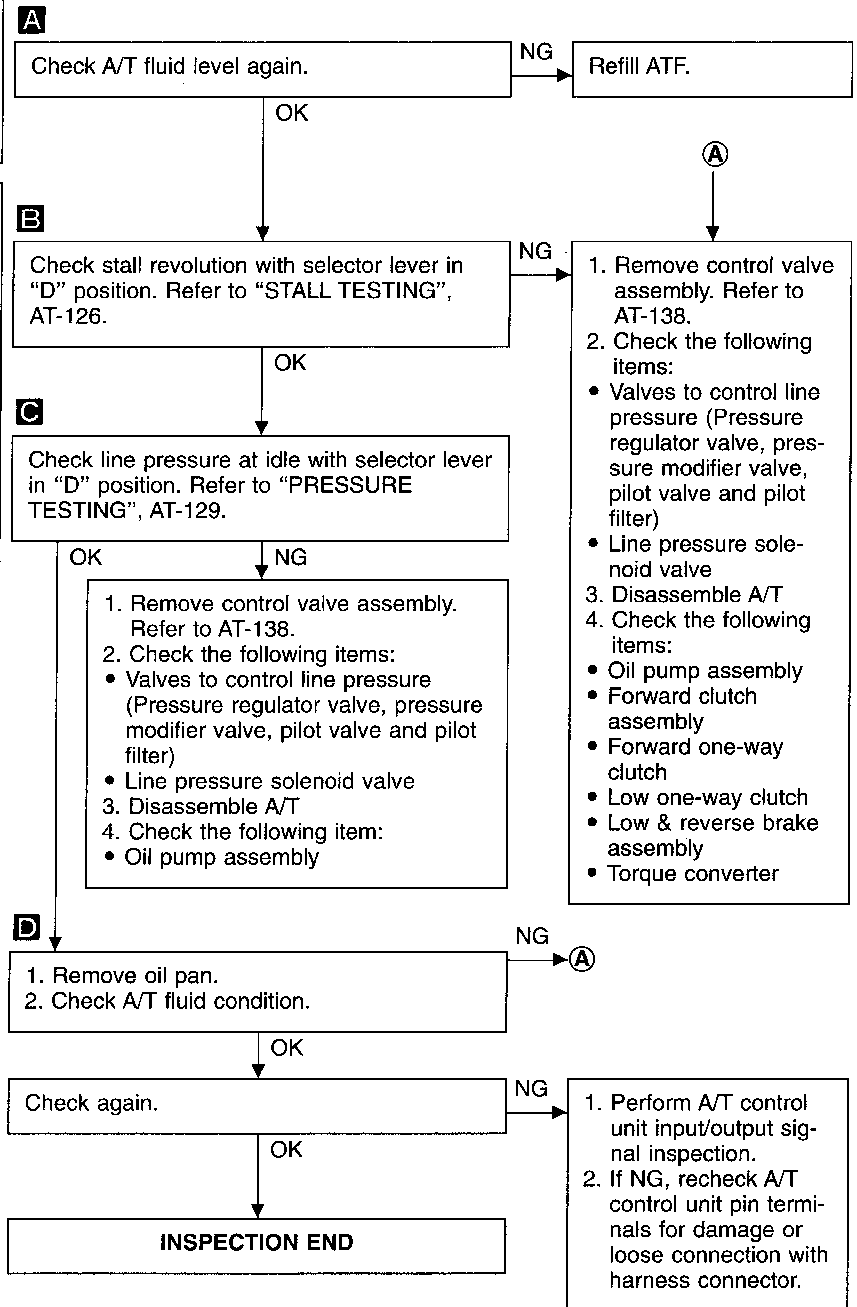 A
Check A/T fluid level again.
NG
Refill ATF.
OK
A
B
Check stall revolution with selector lever in
“D” position. Refer to “STALL TESTING”,
AT-126.
NG
1. Remove control valve
assembly. Refer to
AT-138.
2. Check the following
items:
• Valves to control line
pressure (Pressure
regulator valve, pres-
sure modifier valve,
pilot valve and pilot
filter)
• Line pressure sole-
noid valve
3. Disassemble A/T
4. Check the following
items:
• Oil pump assembly
• Forward clutch
assembly
• Forward one-way
clutch
• Low one-way clutch
• Low & reverse brake
assembly
• Torque converter
OK
C
Check line pressure at idle with selector lever
in “D” position. Refer to “PRESSURE
TESTING”, AT-129.
OK
NG
1. Remove control valve assembly.
Refer to AT-138.
2. Check the following items:
• Valves to control line pressure
(Pressure regulator valve, pressure
modifier valve, pilot valve and pilot
filter)
• Line pressure solenoid valve
3. Disassemble A/T
4. Check the following item:
• Oil pump assembly
D
1. Remove oil pan.
2. Check A/T fluid condition.
NG
A
OK
Check again.
NG
1. Perform A/T control
unit input/output sig-
nal inspection.
2. If NG, recheck A/T
control unit pin termi-
nals for damage or
loose connection with
harness connector.
OK
INSPECTION END